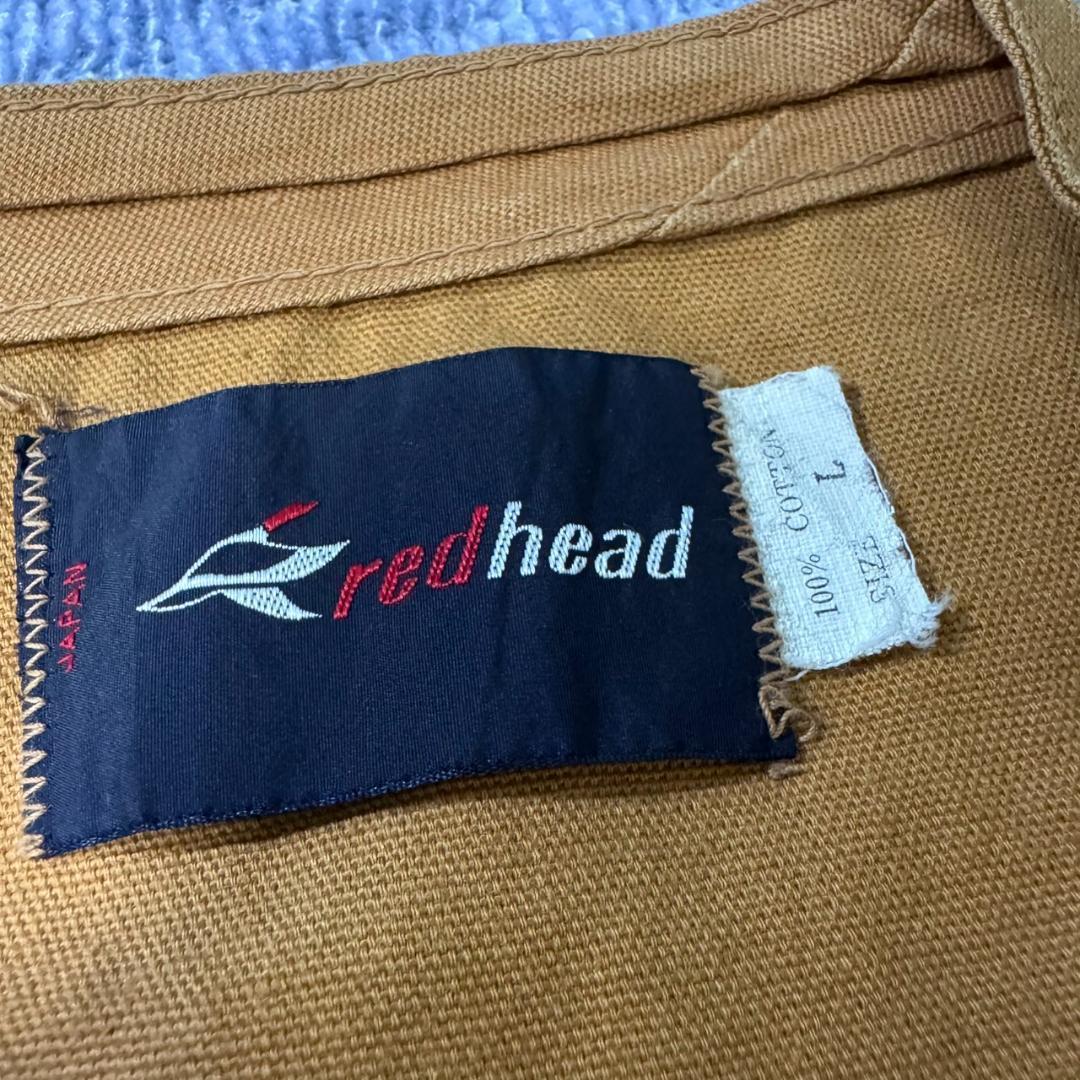 JAPAN
redhead
100% COTTON
SIZE L